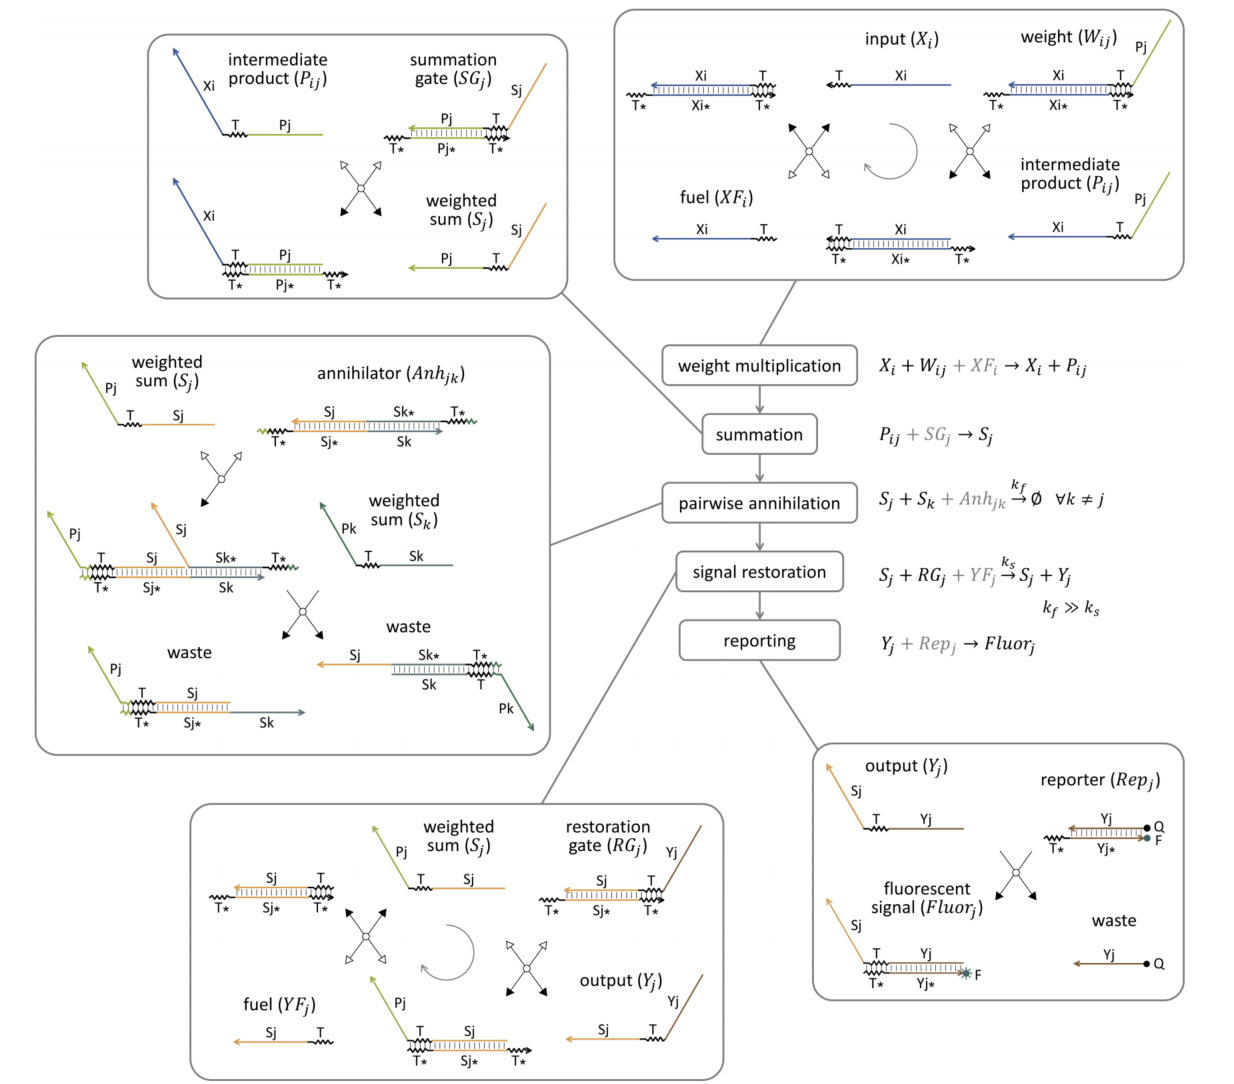 intermediate
product (Pij)
Xi
T
Pj
summation
gate (SGj)
Sj
Pj
T
T*
Pj*
T*
Xi
T
Pj
T*
Pj*
T*
weighted
sum (Sj)
Sj
Pj
T
input (Xi)
weight (Wij)
Xi
T
T*
Xi*
T*
T
Xi
Pj
Xi
T
T*
Xi*
T*
fuel (XFi)
Xi
T
T
Xi
T*
Xi*
T*
intermediate
product (Pij)
Pj
Xi
T
weight multiplication
Xi + Wij + XFi → Xi + Pij
summation
Pij + SGj → Sj
pairwise annihilation
Sj + Sk + Anhjk →kf ∅ ∀k ≠ j
signal restoration
Sj + RGj + YFj →ks Sj + Yj
kf ≫ ks
reporting
Yj + Repj → Fluorj
weighted
sum (Sj)
Pj
T
Sj
annihilator (Anhjk)
Sj
Sk*
T*
T*
Sj*
Sk
Pj
T
Sj
Sj
Sk*
T*
T*
Sj*
Sk
weighted
sum (Sk)
Pk
T
Sk
waste
Pj
T
Sj
T*
Sj*
Sk
waste
Sj
Sk*
T*
Sk
T
Pk
Sj
T
T*
Sj*
T*
weighted
sum (Sj)
Pj
T
Sj
restoration
gate (RGj)
Yj
Sj
T
T*
Sj*
T*
fuel (YFj)
Sj
T
Pj
T
Sj
T*
Sj*
T*
output (Yj)
Yj
Sj
T
output (Yj)
Sj
T
Yj
reporter (Repj)
Yj
Q
F
T*
Yj*
fluorescent
signal (Fluorj)
Sj
T
Yj
F
T*
Yj*
waste
Yj
Q